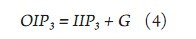 OIP₃ = IIP₃ + G (4)